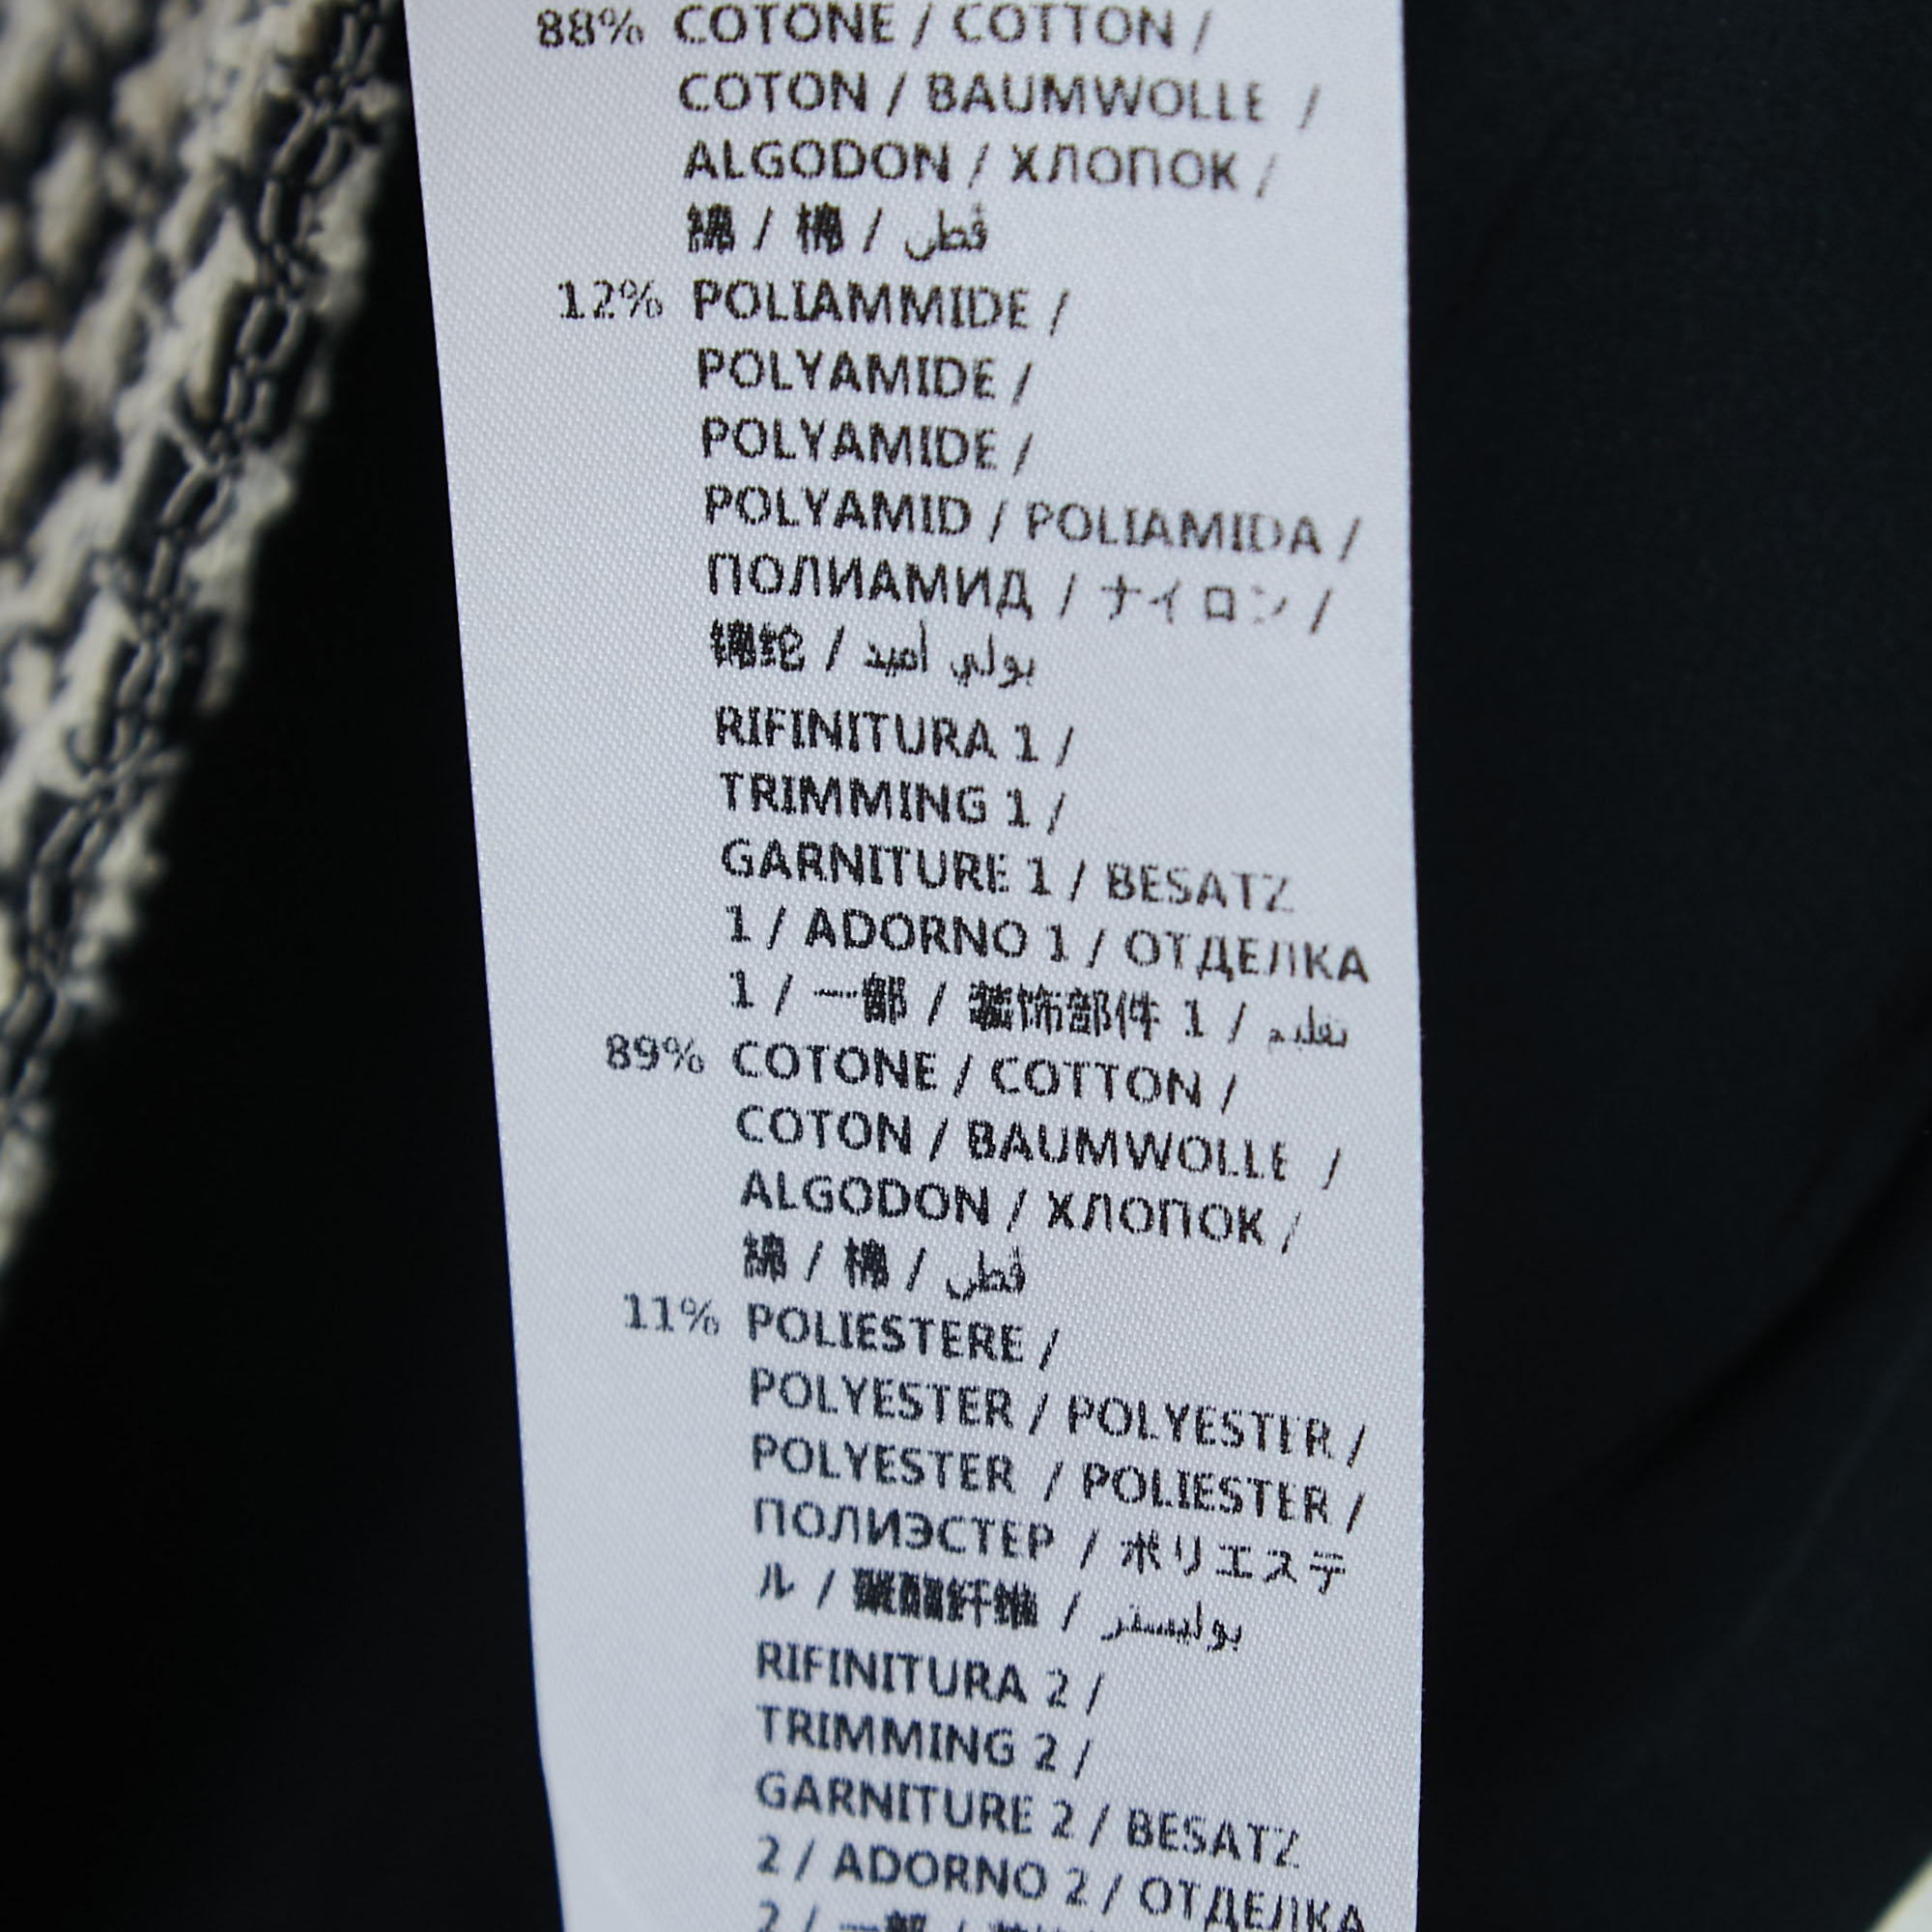 88% COTONE / COTTON /
COTON / BAUMWOLLE /
ALGODON / ХЛОПОК /
綿 / 棉 / قطن
12% POLIAMMIDE /
POLYAMIDE /
POLYAMIDE /
POLYAMID / POLIAMIDA /
ПОЛИАМИД / ナイロン /
锦纶 / بولي أميد
RIFINITURA 1 /
TRIMMING 1 /
GARNITURE 1 / BESATZ
1 / ADORNO 1 / ОТДЕЛКА
1 / 一部 / 装饰部件 1 /
89% COTONE / COTTON /
COTON / BAUMWOLLE /
ALGODON / ХЛОПОК /
綿 / 棉 / قطن
11% POLIESTERE /
POLYESTER / POLYESTER /
POLYESTER / POLIESTER /
ПОЛИЭСТЕР / ポリエステ
ル / 聚酯纤维 / بوليستر
RIFINITURA 2 /
TRIMMING 2 /
GARNITURE 2 / BESATZ
2 / ADORNO 2 / ОТДЕЛКА
2 / 一部 /